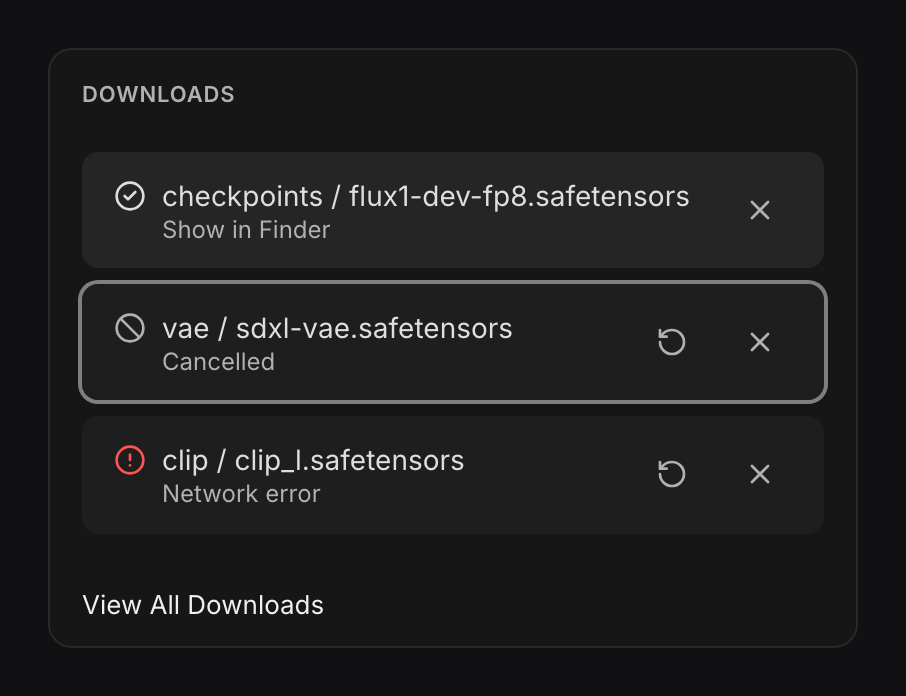 DOWNLOADS
checkpoints / flux1-dev-fp8.safetensors
Show in Finder
vae / sdxl-vae.safetensors
Cancelled
clip / clip_l.safetensors
Network error
View All Downloads